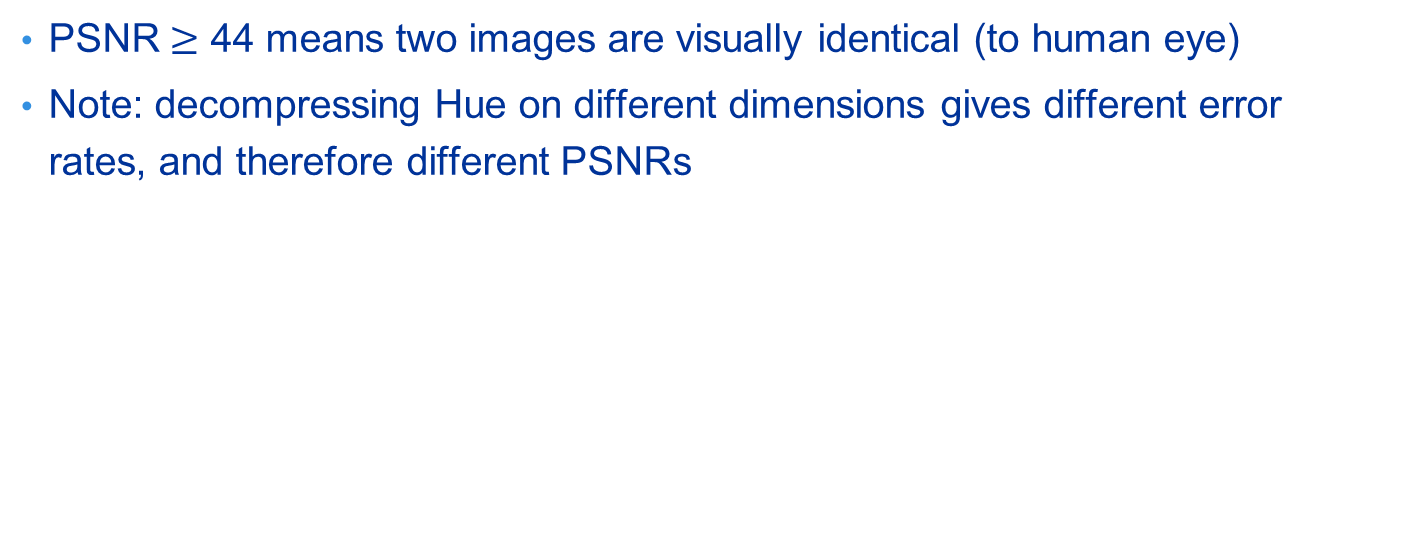 • PSNR ≥ 44 means two images are visually identical (to human eye)
• Note: decompressing Hue on different dimensions gives different error
rates, and therefore different PSNRs